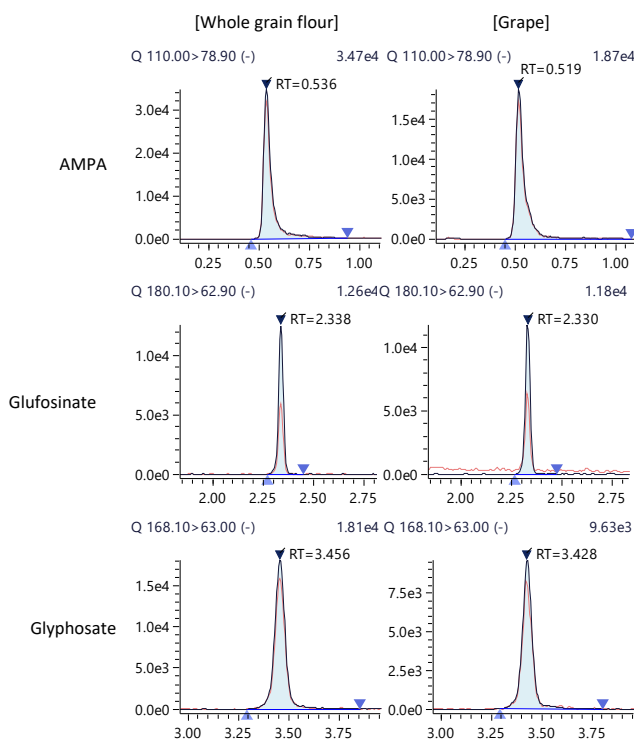 [Whole grain flour] [Grape]
Q 110.00>78.90 (-) 3.47e4 Q 110.00>78.90 (-) 1.87e4
RT=0.536 RT=0.519
3.0e4
1.5e4
2.0e4
1.0e4
AMPA
1.0e4
5.0e3
0.0e0 0.0e0
0.25 0.50 0.75 1.00 0.25 0.50 0.75 1.00
Q 180.10>62.90 (-) 1.26e4 Q 180.10>62.90 (-) 1.18e4
RT=2.338 RT=2.330
1.0e4 1.0e4
Glufosinate
5.0e3 5.0e3
0.0e0 0.0e0
2.00 2.25 2.50 2.75 2.00 2.25 2.50 2.75
Q 168.10>63.00 (-) 1.81e4 Q 168.10>63.00 (-) 9.63e3
RT=3.456 RT=3.428
1.5e4 7.5e3
1.0e4 5.0e3
Glyphosate
5.0e3 2.5e3
0.0e0 0.0e0
3.00 3.25 3.50 3.75 3.00 3.25 3.50 3.75